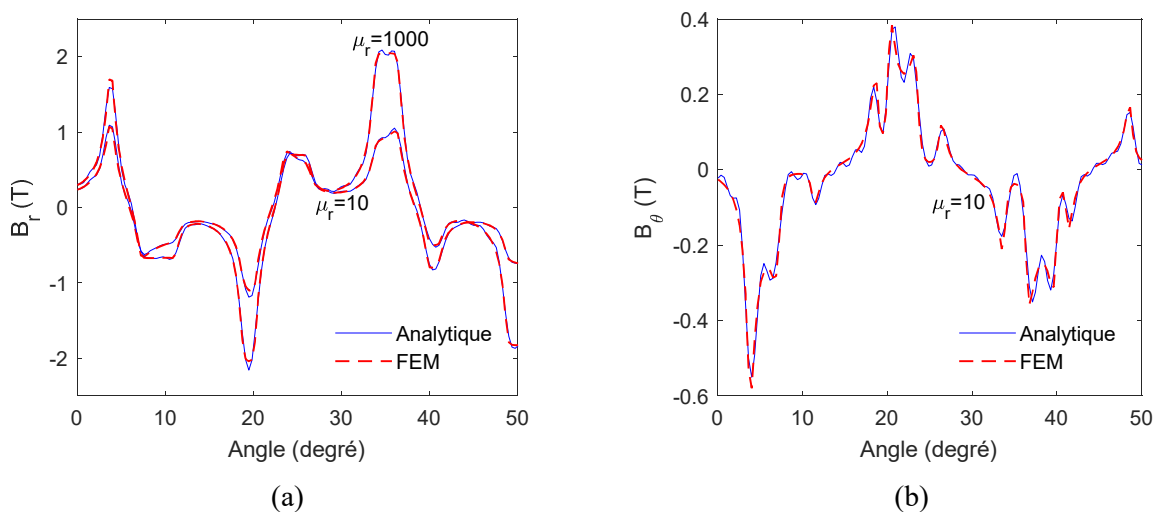 μr=1000
μr=10
Br (T)
2
1
0
-1
-2
Analytique
FEM
0 10 20 30 40 50
Angle (degré)
(a)
Bθ (T)
0.4
0.2
0
-0.2
-0.4
-0.6
μr=10
Analytique
FEM
0 10 20 30 40 50
Angle (degré)
(b)